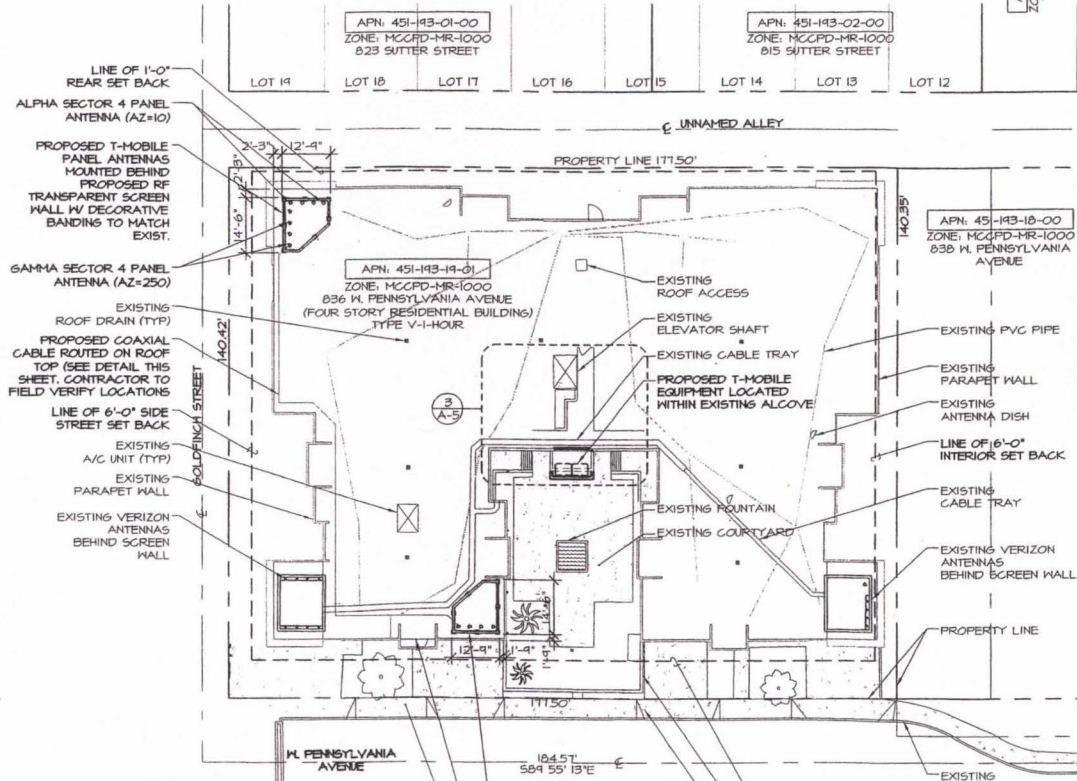 APN: 451-193-01-00
ZONE: MCCPD-MR-1000
823 SUTTER STREET
APN: 451-193-02-00
ZONE: MCCPD-MR-1000
815 SUTTER STREET
LOT 19
LOT 18
LOT 17
LOT 16
LOT 15
LOT 14
LOT 13
LOT 12
LINE OF 1'-0"
REAR SET BACK
ALPHA SECTOR 4 PANEL
ANTENNA (AZ=10)
PROPOSED T-MOBILE
PANEL ANTENNAS
MOUNTED BEHIND
PROPOSED RF
TRANSPARENT SCREEN
WALL W/ DECORATIVE
BANDING TO MATCH
EXIST.
GAMMA SECTOR 4 PANEL
ANTENNA (AZ=250)
EXISTING
ROOF DRAIN (TYP)
PROPOSED COAXIAL
CABLE ROUTED ON ROOF
TOP (SEE DETAIL THIS
SHEET. CONTRACTOR TO
FIELD VERIFY LOCATIONS
LINE OF 6'-0" SIDE
STREET SET BACK
EXISTING
A/C UNIT (TYP)
EXISTING
PARAPET WALL
EXISTING VERIZON
ANTENNAS
BEHIND SCREEN
WALL
2'-3"
12'-9"
2'-3"
14'-6"
140.42'
GOLDFINCH STREET
℄ UNNAMED ALLEY
PROPERTY LINE 177.50'
APN: 451-193-19-01
ZONE: MCCPD-MR-1000
836 W. PENNSYLVANIA AVENUE
(FOUR STORY RESIDENTIAL BUILDING)
TYPE V-1-HOUR
EXISTING
ROOF ACCESS
EXISTING
ELEVATOR SHAFT
EXISTING CABLE TRAY
PROPOSED T-MOBILE
EQUIPMENT LOCATED
WITHIN EXISTING ALCOVE
3
A-5
EXISTING FOUNTAIN
EXISTING COURTYARD
12'-9"
1'-9"
177.50'
140.35'
APN: 45-193-18-00
ZONE: MCCPD-MR-1000
838 W. PENNSYLVANIA
AVENUE
EXISTING PVC PIPE
EXISTING
PARAPET WALL
EXISTING
ANTENNA DISH
LINE OF 6'-0"
INTERIOR SET BACK
EXISTING
CABLE TRAY
EXISTING VERIZON
ANTENNAS
BEHIND SCREEN WALL
PROPERTY LINE
W. PENNSYLVANIA
AVENUE
184.57'
S89 55' 13"E
℄
EXISTING